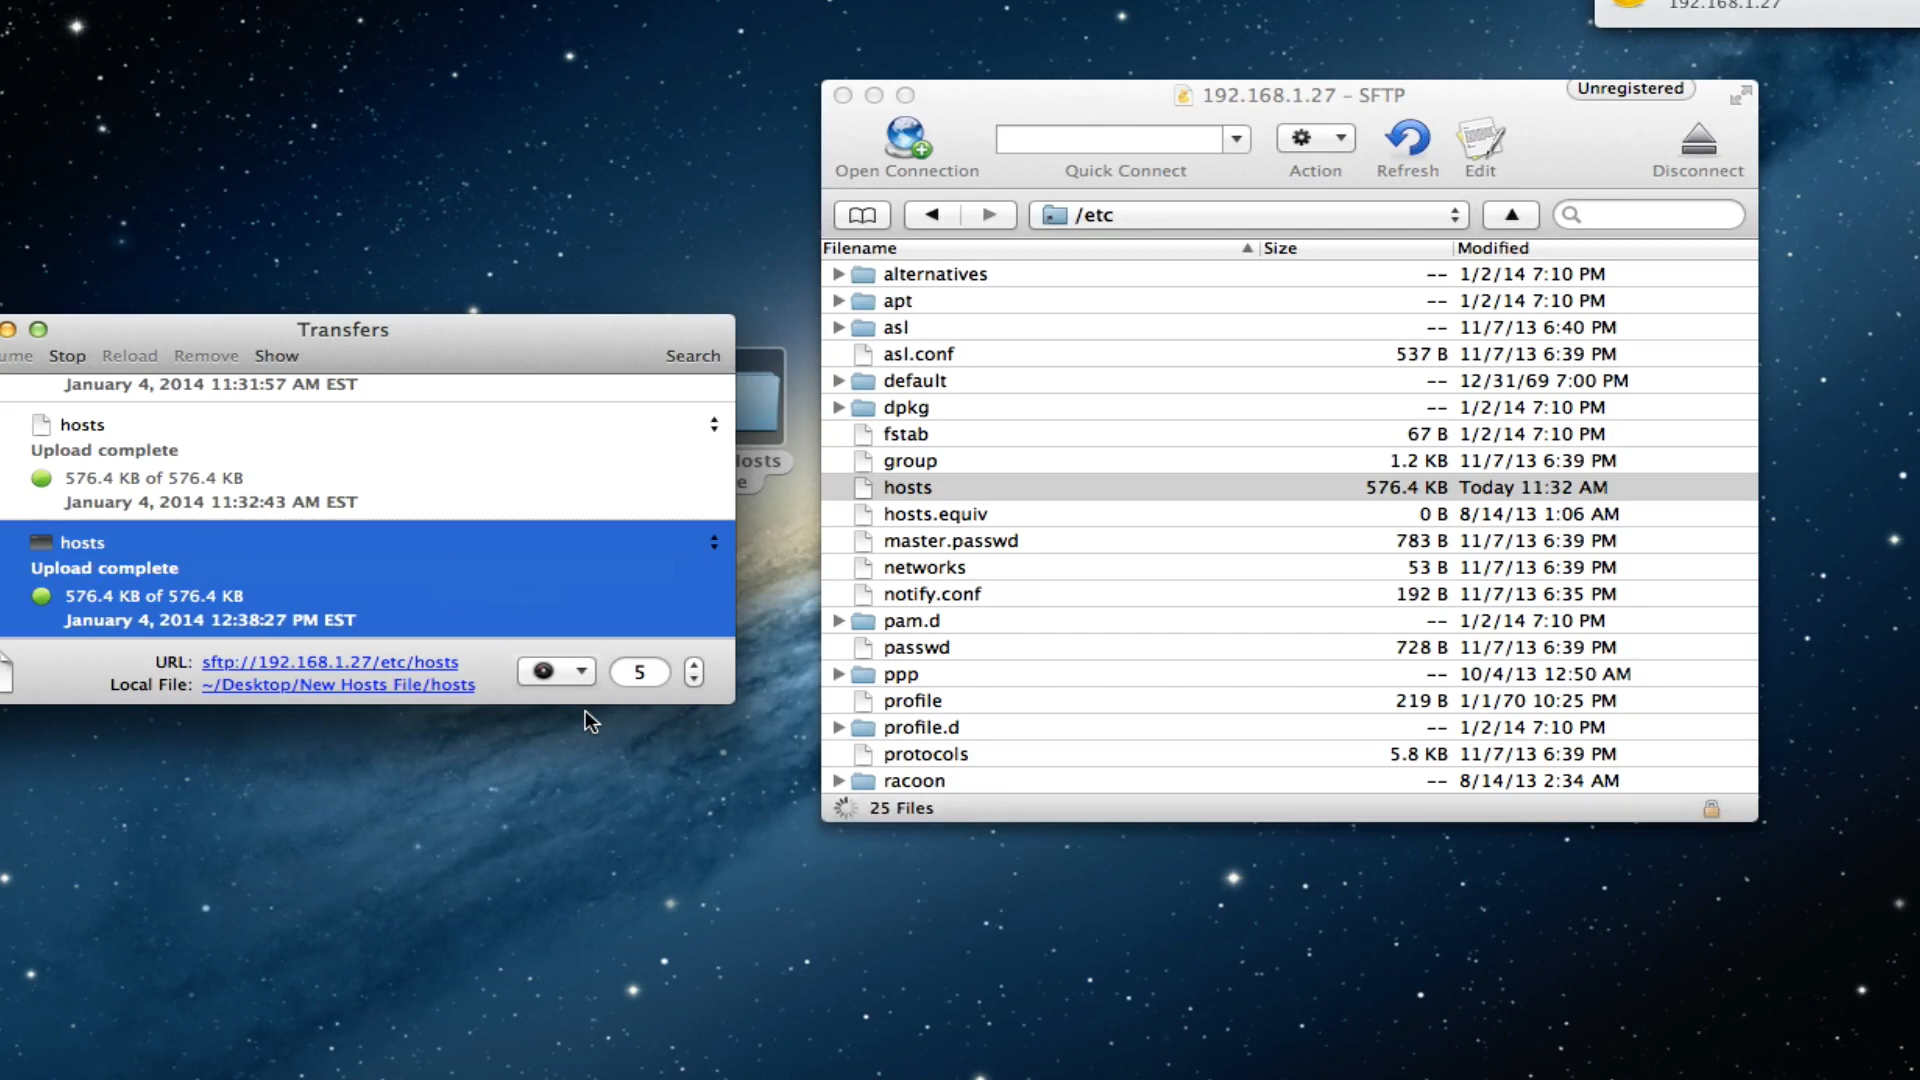 192.168.1.27
192.168.1.27 – SFTP
Unregistered
Open Connection
Quick Connect
Action
Refresh
Edit
Disconnect
/etc
Filename Size Modified
alternatives -- 1/2/14 7:10 PM
apt -- 1/2/14 7:10 PM
asl -- 11/7/13 6:40 PM
asl.conf 537 B 11/7/13 6:39 PM
default -- 12/31/69 7:00 PM
dpkg -- 1/2/14 7:10 PM
fstab 67 B 1/2/14 7:10 PM
group 1.2 KB 11/7/13 6:39 PM
hosts 576.4 KB Today 11:32 AM
hosts.equiv 0 B 8/14/13 1:06 AM
master.passwd 783 B 11/7/13 6:39 PM
networks 53 B 11/7/13 6:39 PM
notify.conf 192 B 11/7/13 6:35 PM
pam.d -- 1/2/14 7:10 PM
passwd 728 B 11/7/13 6:39 PM
ppp -- 10/4/13 12:50 AM
profile 219 B 1/1/70 10:25 PM
profile.d -- 1/2/14 7:10 PM
protocols 5.8 KB 11/7/13 6:39 PM
racoon -- 8/14/13 2:34 AM
25 Files
Transfers
ume Stop Reload Remove Show Search
January 4, 2014 11:31:57 AM EST
hosts
Upload complete
576.4 KB of 576.4 KB
January 4, 2014 11:32:43 AM EST
hosts
Upload complete
576.4 KB of 576.4 KB
January 4, 2014 12:38:27 PM EST
URL: sftp://192.168.1.27/etc/hosts
Local File: ~/Desktop/New Hosts File/hosts
5
osts
e